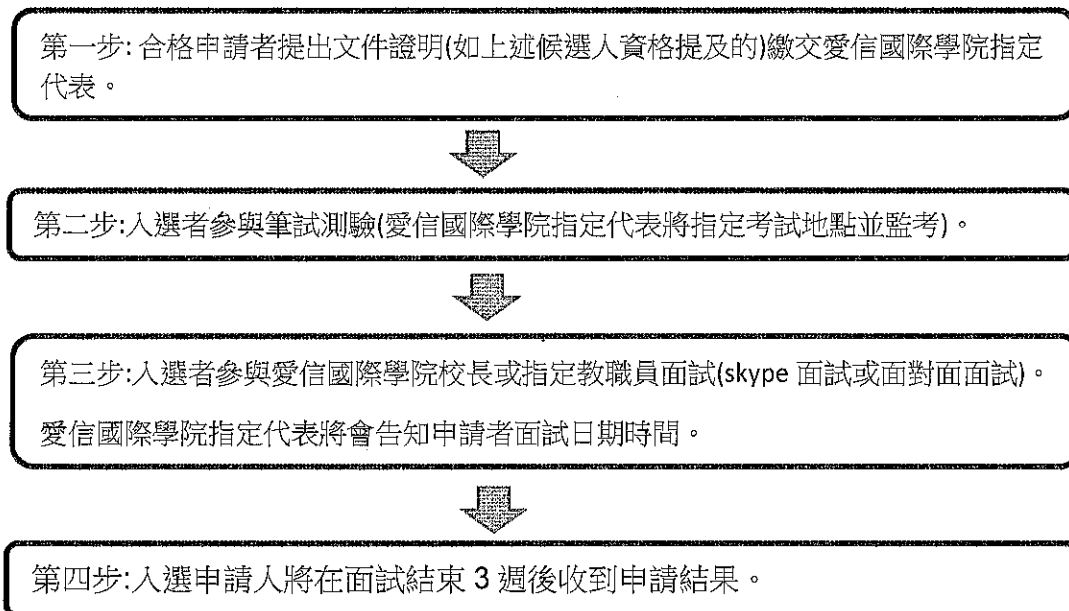 第一步: 合格申請者提出文件證明(如上述候選人資格提及的)繳交愛信國際學院指定
代表。
第二步:入選者參與筆試測驗(愛信國際學院指定代表將指定考試地點並監考)。
第三步:入選者參與愛信國際學院校長或指定教職員面試(skype 面試或面對面面試)。
愛信國際學院指定代表將會告知申請者面試日期時間。
第四步:入選申請人將在面試結束 3 週後收到申請結果。